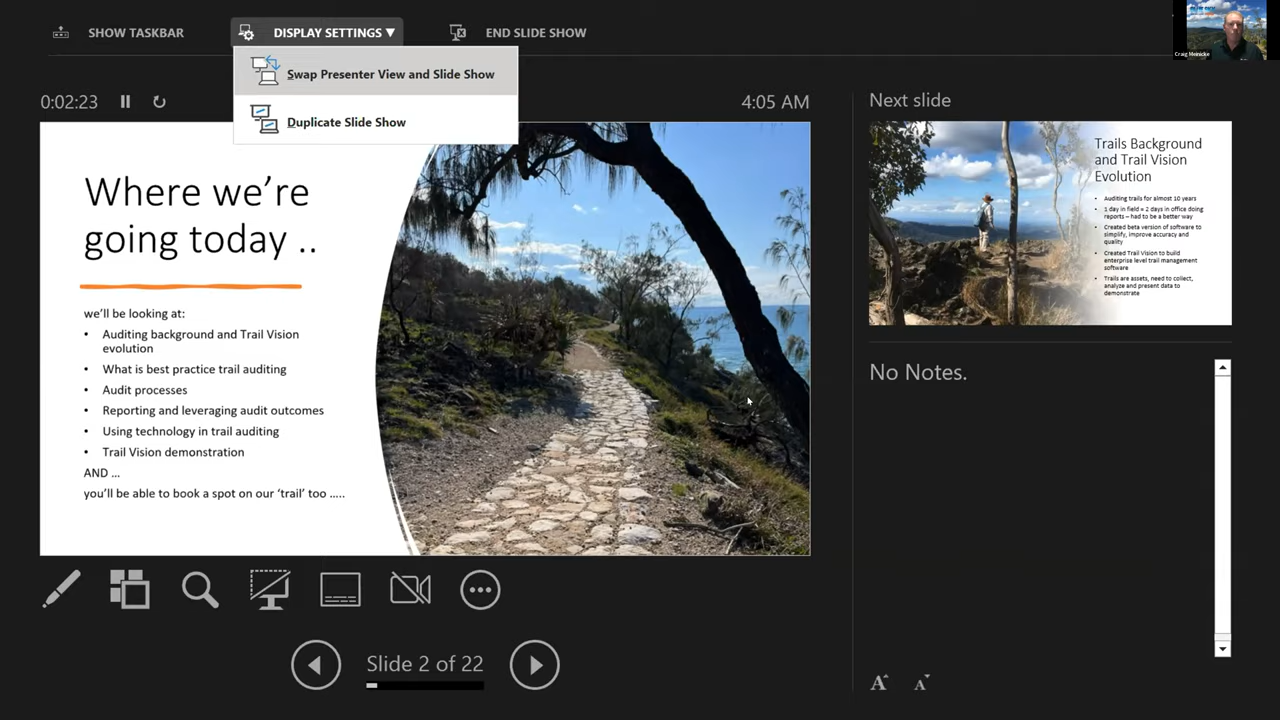 SHOW TASKBAR
DISPLAY SETTINGS ▼
END SLIDE SHOW
Swap Presenter View and Slide Show
Duplicate Slide Show
Craig Meinicke
0:02:23
4:05 AM
Where we're
going today ..
we'll be looking at:
• Auditing background and Trail Vision
evolution
• What is best practice trail auditing
• Audit processes
• Reporting and leveraging audit outcomes
• Using technology in trail auditing
• Trail Vision demonstration
AND ...
you'll be able to book a spot on our 'trail' too .....
Next slide
Trails Background
and Trail Vision
Evolution
• Auditing trails for almost 10 years
• 1 day in field = 2 days in office doing
reports – had to be a better way
• Created beta version of software to
simplify, improve accuracy and
quality
• Created Trail Vision to build
enterprise level trail management
software
• Trails are assets, need to collect,
analyze and present data to
demonstrate
No Notes.
Slide 2 of 22
A A